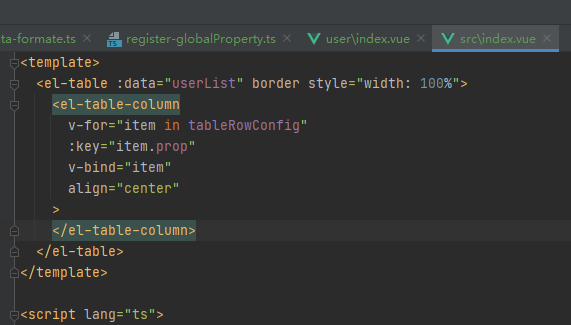 ta-formate.ts register-globalProperty.ts user\index.vue src\index.vue
TS
<template>
<el-table :data="userList" border style="width: 100%">
<el-table-column
v-for="item in tableRowConfig"
:key="item.prop"
v-bind="item"
align="center"
>
</el-table-column>
</el-table>
</template>
<script lang="ts">